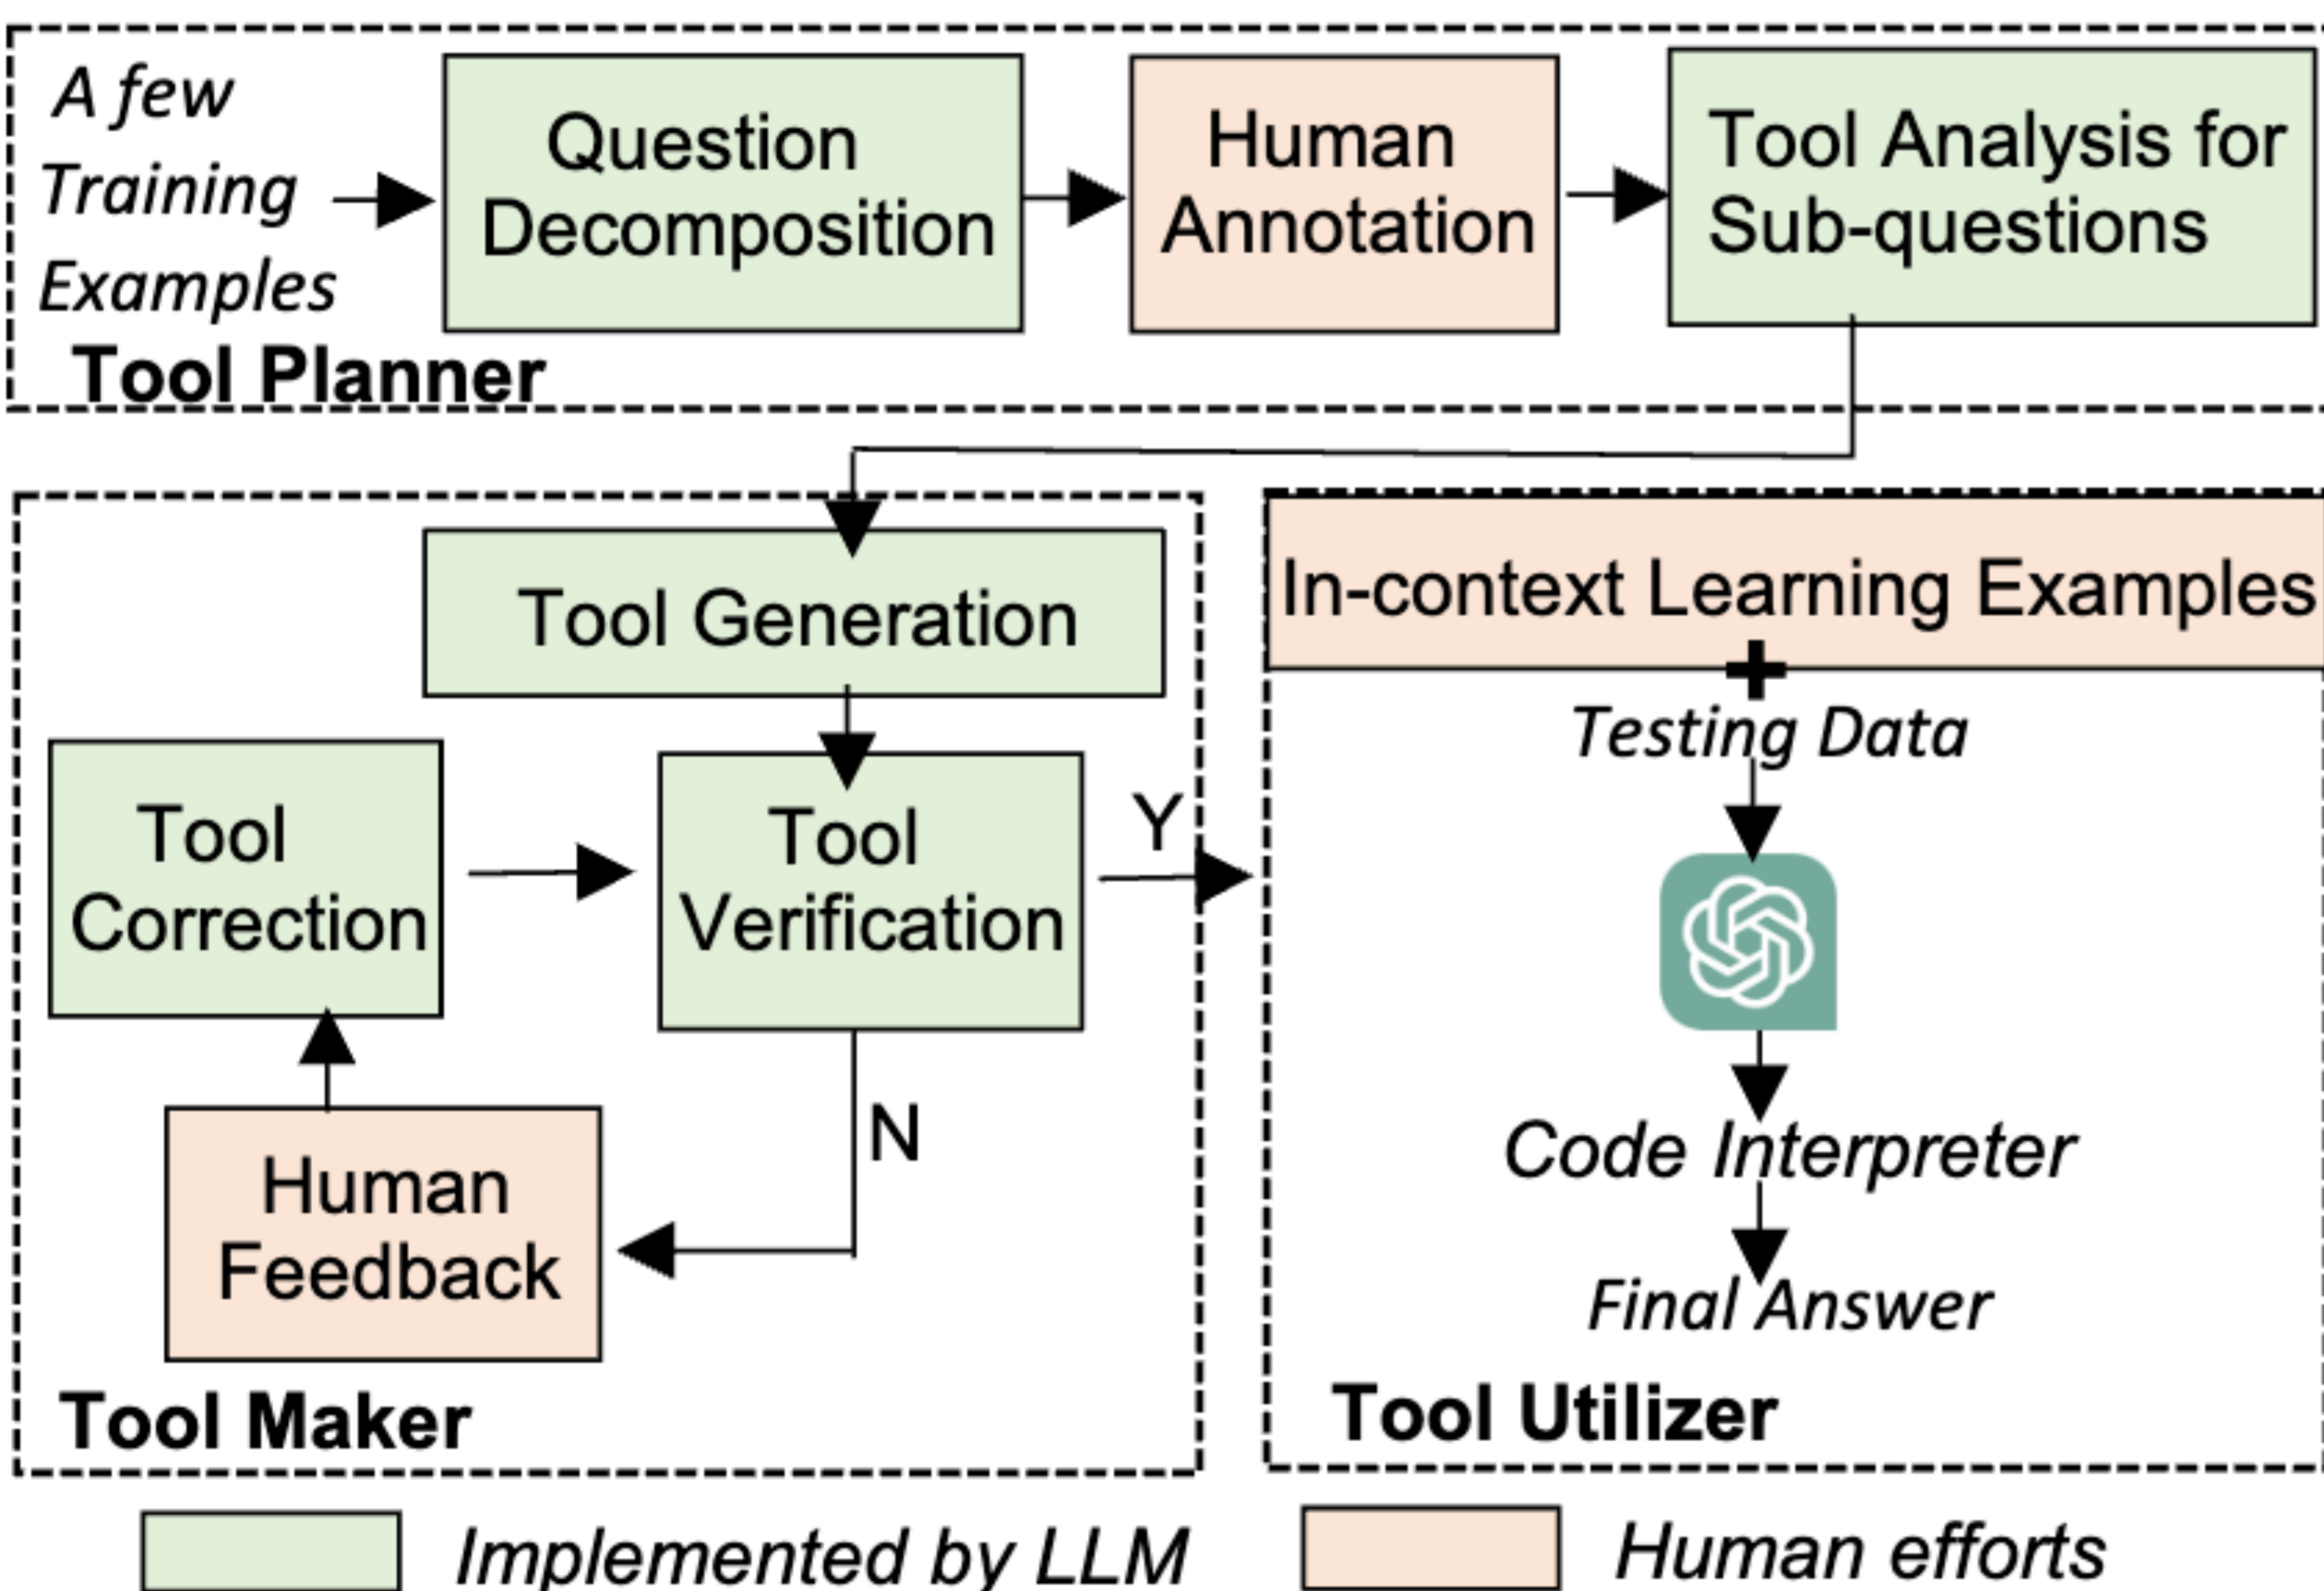 A few
Training
Examples
Question
Decomposition
Human
Annotation
Tool Analysis for
Sub-questions
Tool Planner
Tool Generation
Tool
Correction
Tool
Verification
Y
N
Human
Feedback
Tool Maker
In-context Learning Examples
+
Testing Data
Code Interpreter
Final Answer
Tool Utilizer
Implemented by LLM
Human efforts